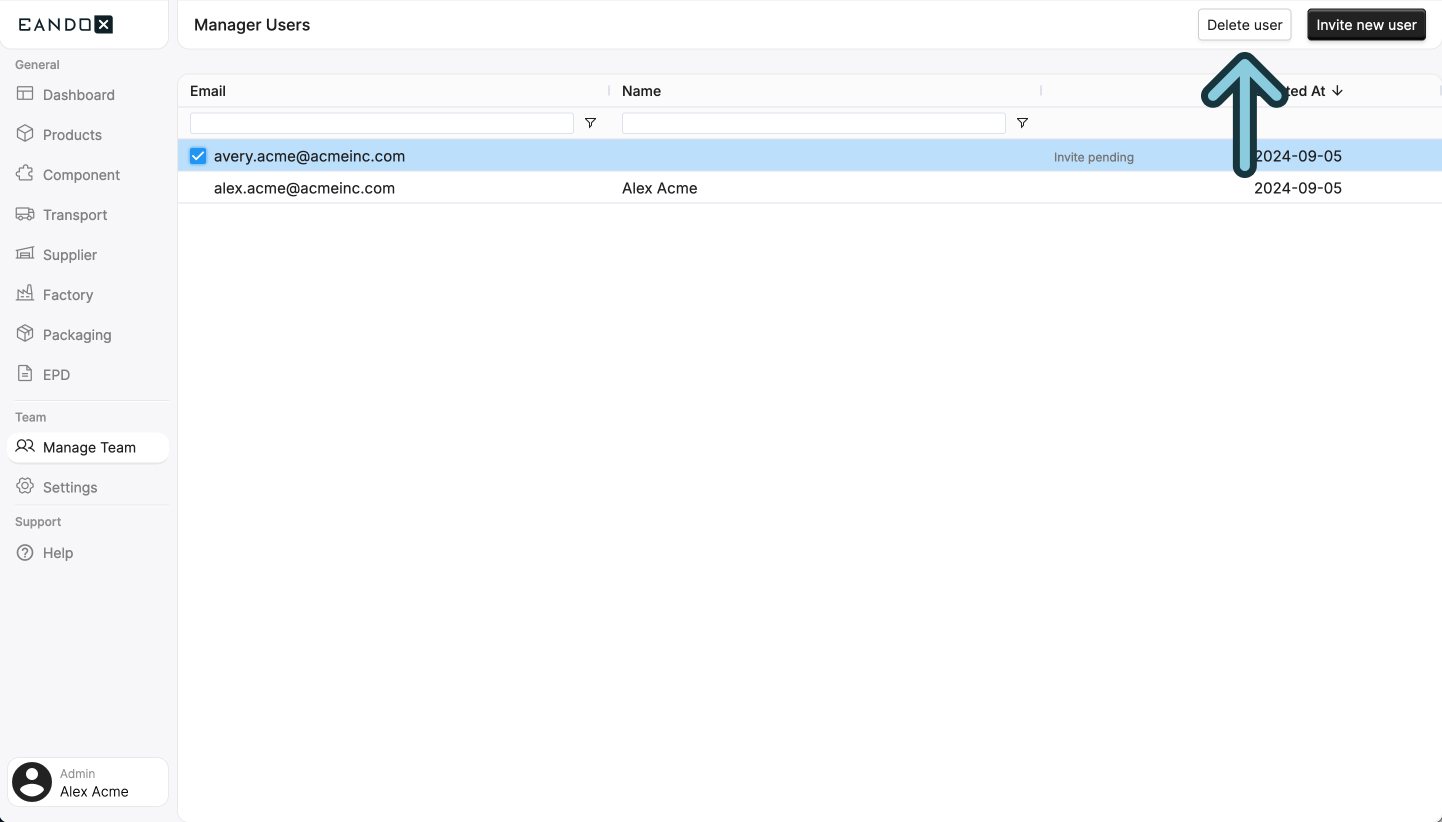 EANDOX
Manager Users
Delete user
Invite new user
General
Dashboard
Products
Component
Transport
Supplier
Factory
Packaging
EPD
Team
Manage Team
Settings
Support
Help
Admin
Alex Acme
Email Name ted At
avery.acme@acmeinc.com Invite pending 2024-09-05
alex.acme@acmeinc.com Alex Acme 2024-09-05